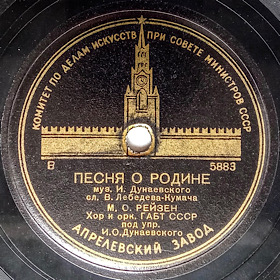 КОМИТЕТ ПО ДЕЛАМ ИСКУССТВ ПРИ СОВЕТЕ МИНИСТРОВ СССР
В 5883
ПЕСНЯ О РОДИНЕ
муз. И. Дунаевского
сл. В. Лебедева-Кумача
М. О. РЕЙЗЕН
Хор и орк. ГАБТ СССР
под упр.
И.О.Дунаевского
АПРЕЛЕВСКИЙ ЗАВОД